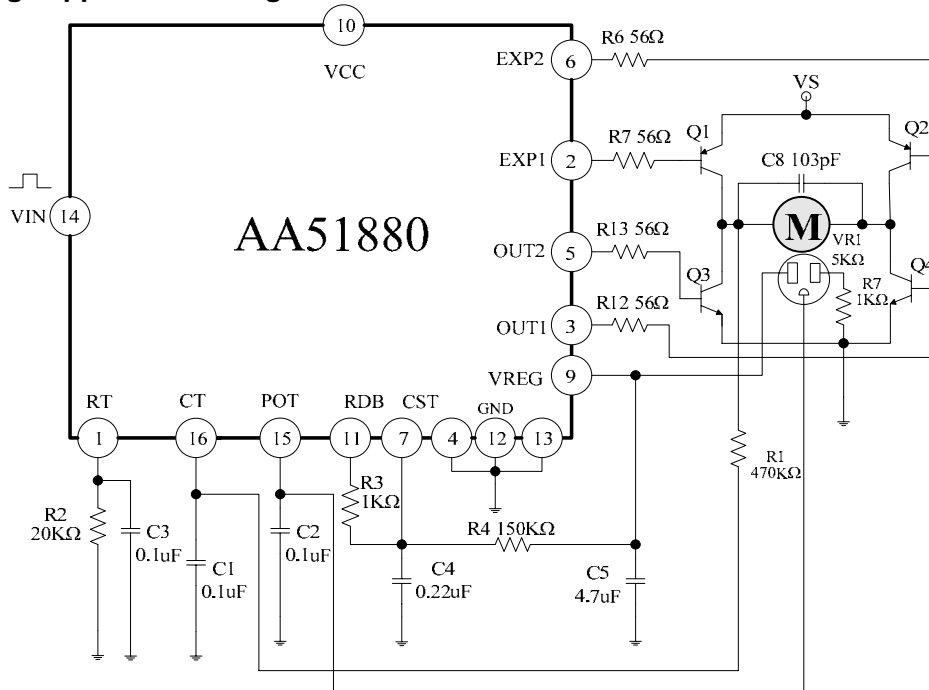 10
VCC
EXP2
6
R6 56Ω
VS
Q1
Q2
R7 56Ω
EXP1
2
C8 103pF
VIN
14
AA51880
M
VR1
5KΩ
R13 56Ω
OUT2
5
Q3
Q4
R7
1KΩ
R12 56Ω
OUT1
3
VREG
9
RT
CT
POT
RDB
CST
GND
1
16
15
11
7
4
12
13
R1
470KΩ
R3
1KΩ
R2
20KΩ
C3
0.1uF
C2
0.1uF
R4 150KΩ
C1
0.1uF
C4
0.22uF
C5
4.7uF